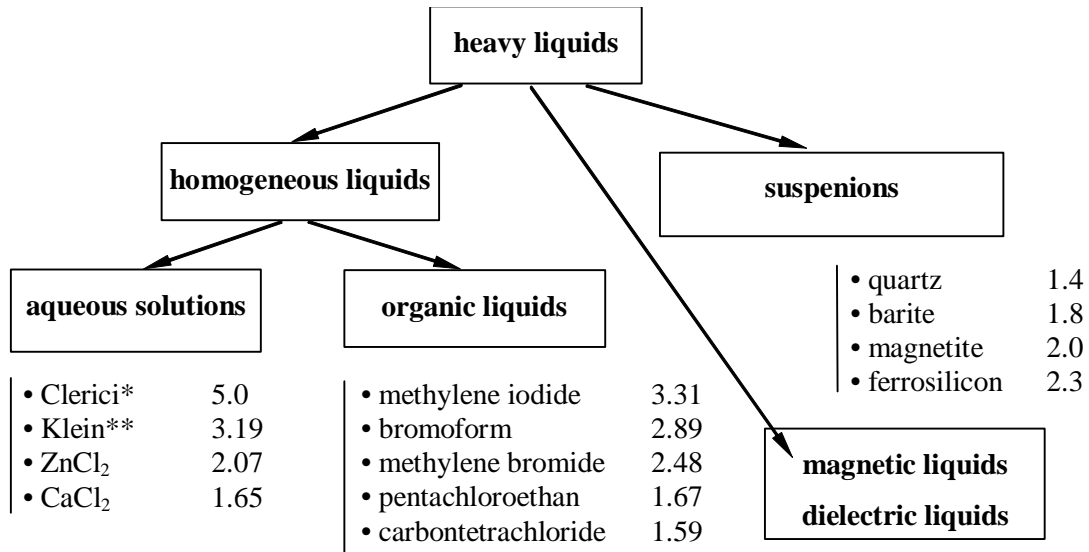 heavy liquids
homogeneous liquids
suspenions
aqueous solutions
organic liquids
• quartz 1.4
• barite 1.8
• magnetite 2.0
• ferrosilicon 2.3
• Clerici* 5.0
• Klein** 3.19
• ZnCl₂ 2.07
• CaCl₂ 1.65
• methylene iodide 3.31
• bromoform 2.89
• methylene bromide 2.48
• pentachloroethan 1.67
• carbontetrachloride 1.59
magnetic liquids
dielectric liquids